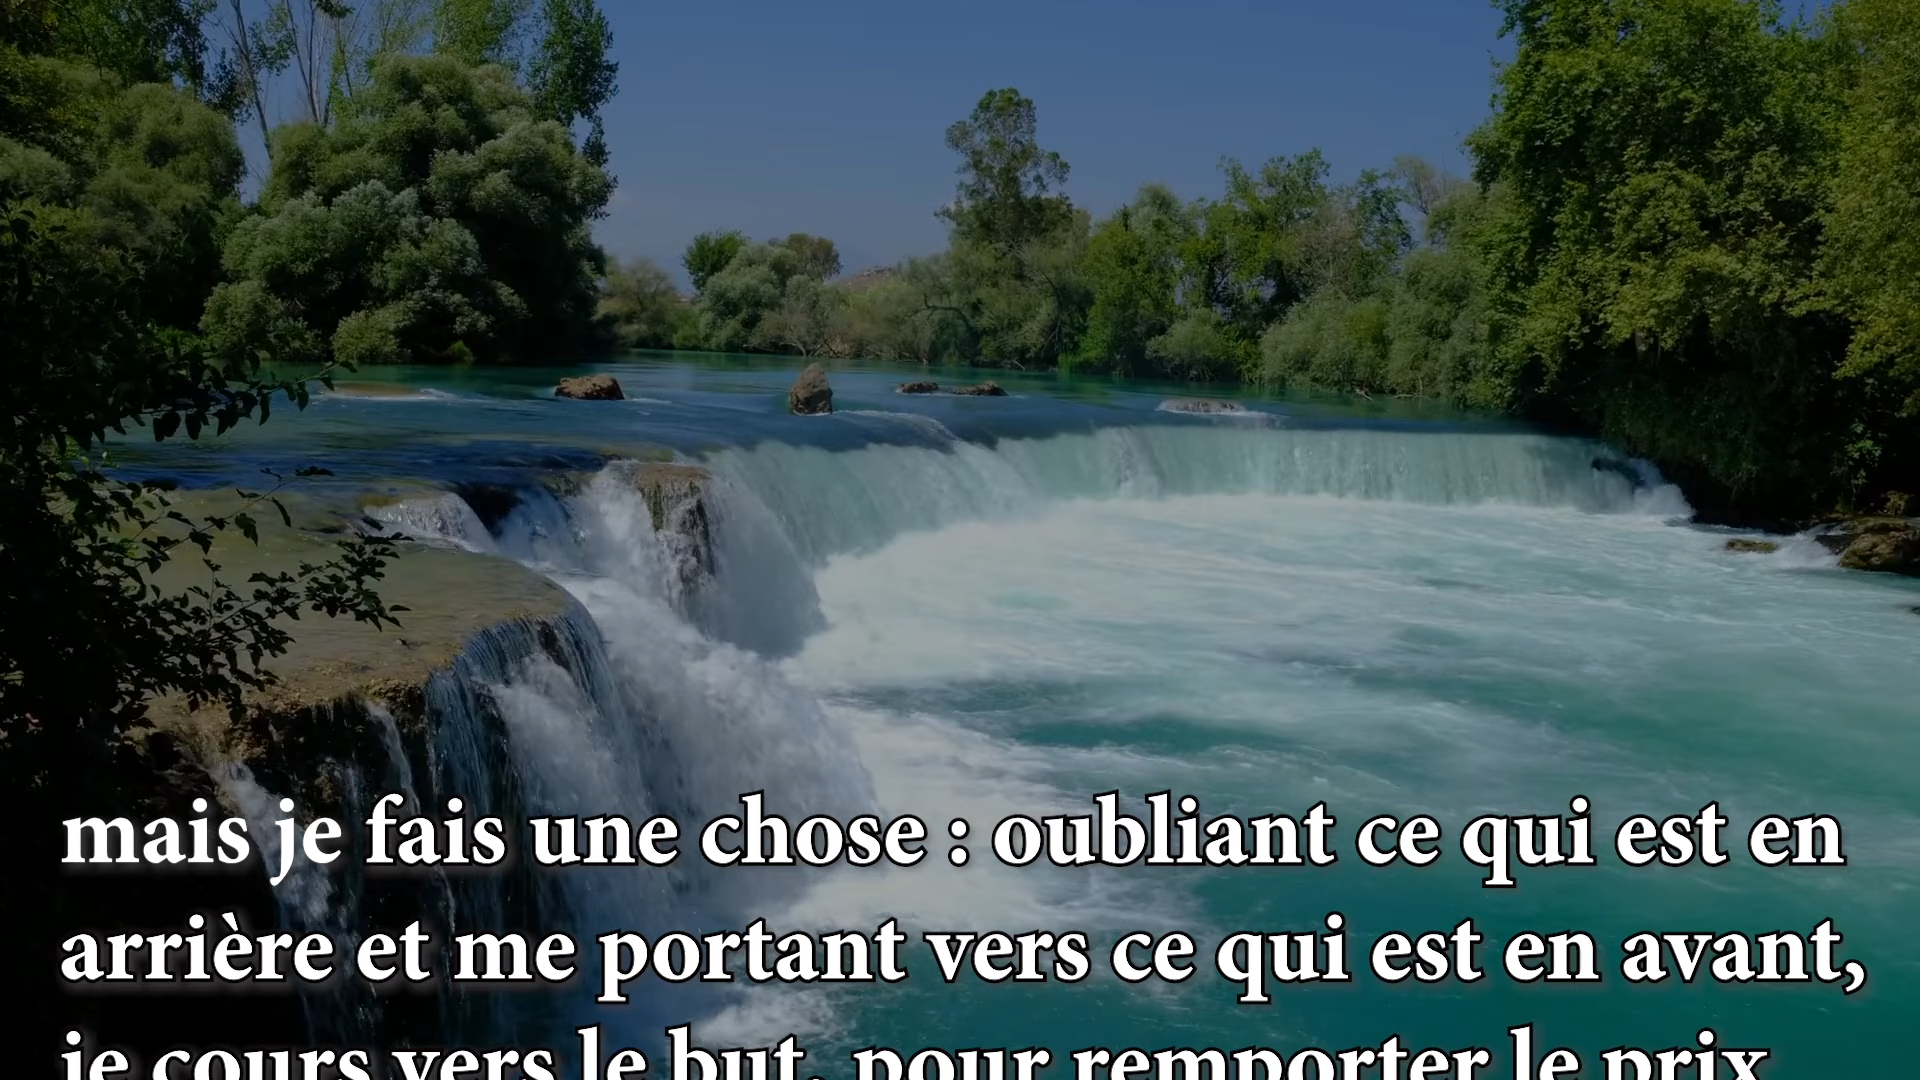 mais je fais une chose : oubliant ce qui est en
arrière et me portant vers ce qui est en avant,
je cours vers le but, pour remporter le prix